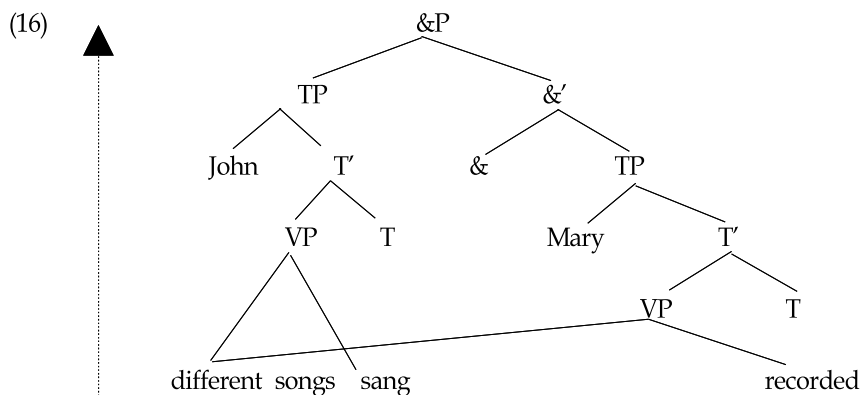 (16) &P
TP &′
John T′ & TP
VP T Mary T′
VP T
different songs sang recorded